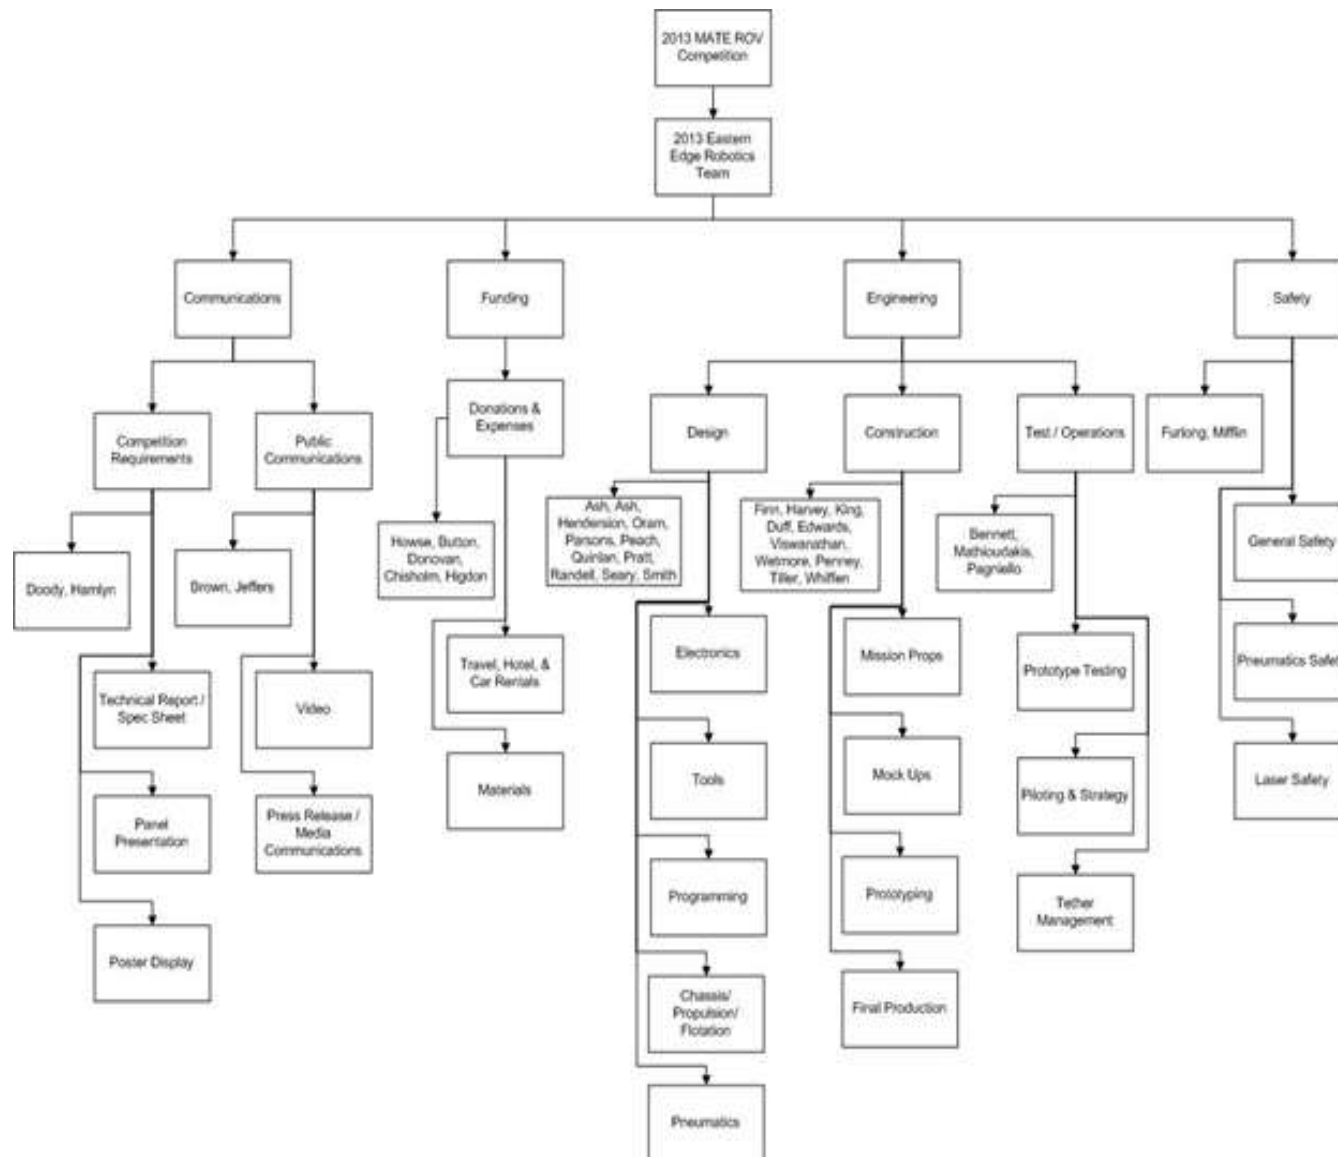 2013 MATE ROV
Competition
2013 Eastern
Edge Robotics
Team
Communications
Funding
Engineering
Safety
Competition
Requirements
Public
Communications
Donations &
Expenses
Design
Construction
Test / Operations
Furlong, Mifflin
Doody, Hamlyn
Brown, Jeffers
Howse, Button,
Donovan,
Chisholm, Higdon
Ash, Ash,
Hendersion, Oram,
Parsons, Peach,
Quinlan, Pratt,
Randell, Seary, Smith
Finn, Harvey, King,
Duff, Edwards,
Viswanathan,
Wetmore, Penney,
Tiller, Whiffen
Bennett,
Mathioudakis,
Pagniello
General Safety
Technical Report /
Spec Sheet
Video
Travel, Hotel, &
Car Rentals
Electronics
Mission Props
Prototype Testing
Pneumatics Safet
Panel
Presentation
Press Release /
Media
Communications
Materials
Tools
Mock Ups
Piloting & Strategy
Laser Safety
Poster Display
Programming
Prototyping
Tether
Management
Chassis/
Propulsion/
Flotation
Final Production
Pneumatics